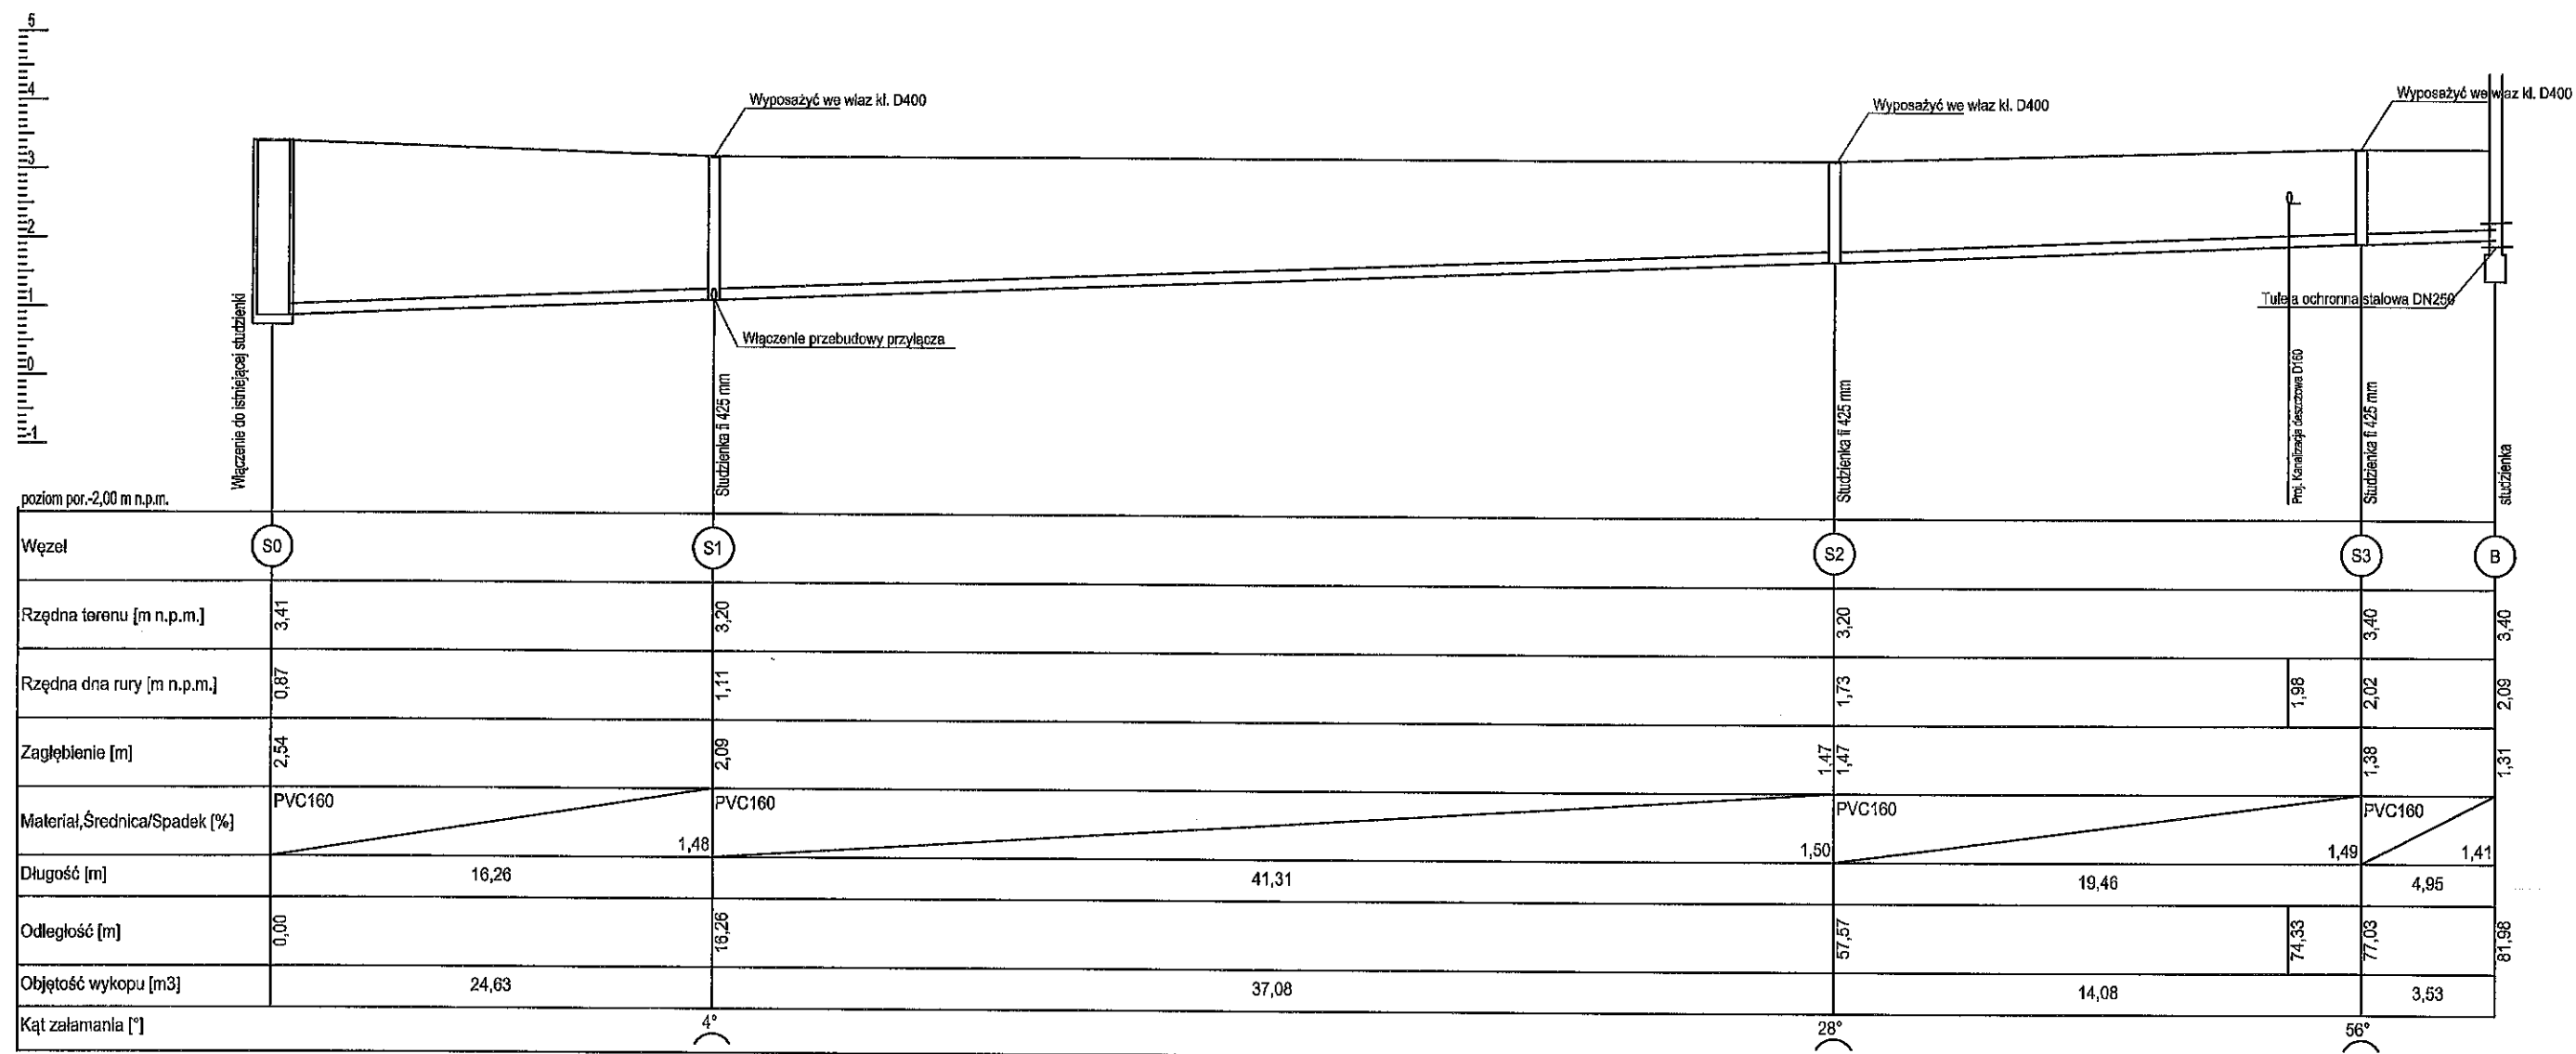 5
4
3
2
1
0
-1
Wyposażyć we właz kl. D400
Wyposażyć we właz kl. D400
Wyposażyć we właz kl. D400
Włączenie do istniejącej studzienki
Włączenie przebudowy przyłącza
Tuleja ochronna stalowa DN250
Studzienka fi 425 mm
Studzienka fi 425 mm
Proj. Kanalizacja deszczowa D160
Studzienka fi 425 mm
studzienka
poziom por.-2,00 m n.p.m.
Węzeł S0 S1 S2 S3 B
Rzędna terenu [m n.p.m.] 3,41 3,20 3,20 3,40 3,40
Rzędna dna rury [m n.p.m.] 0,87 1,11 1,73 1,98 2,02 2,09
Zagłębienie [m] 2,54 2,09 1,47 1,47 1,38 1,31
Materiał,Średnica/Spadek [%] PVC160 1,48 PVC160 1,50 PVC160 1,49 PVC160 1,41
Długość [m] 16,26 41,31 19,46 4,95
Odległość [m] 0,00 16,26 57,57 74,33 77,03 81,98
Objętość wykopu [m3] 24,63 37,08 14,08 3,53
Kąt załamania [°] 4° 28° 56°